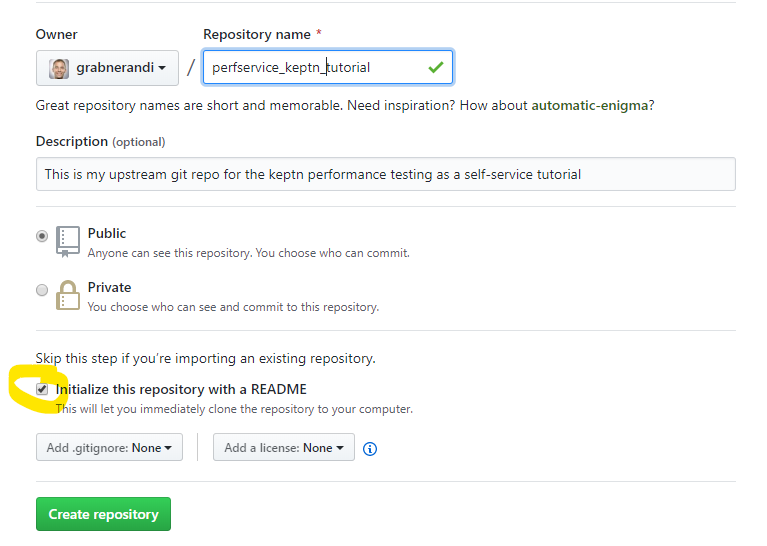 Owner
Repository name *
grabnerandi / perfservice_keptn_tutorial
Great repository names are short and memorable. Need inspiration? How about automatic-enigma?
Description (optional)
This is my upstream git repo for the keptn performance testing as a self-service tutorial
Public
Anyone can see this repository. You choose who can commit.
Private
You choose who can see and commit to this repository.
Skip this step if you’re importing an existing repository.
Initialize this repository with a README
This will let you immediately clone the repository to your computer.
Add .gitignore: None
Add a license: None
Create repository